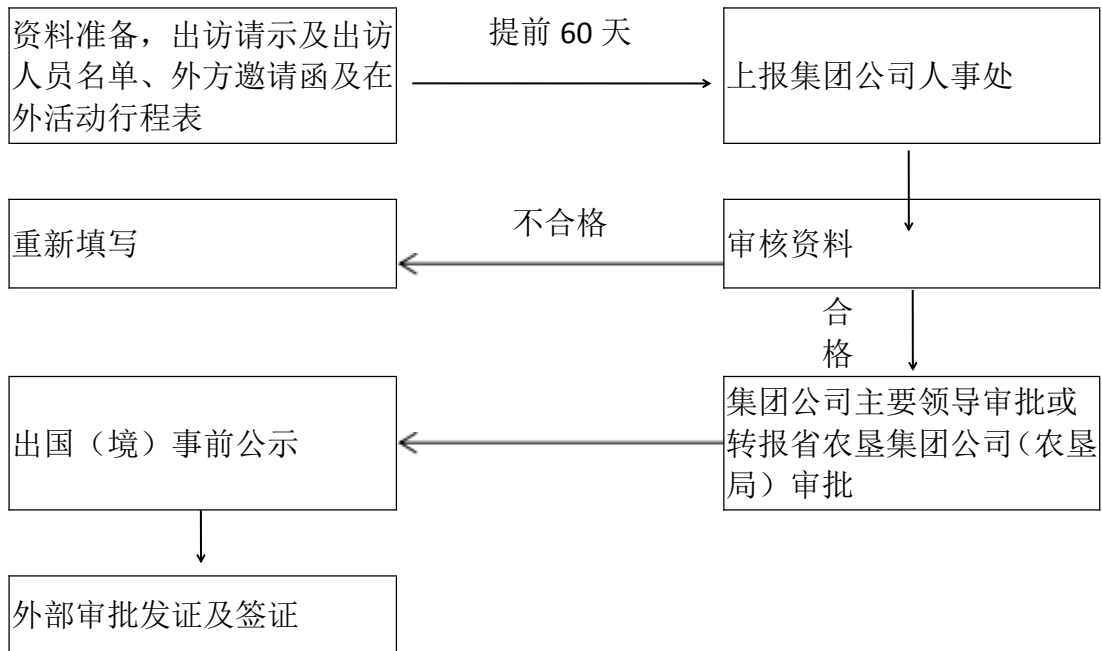 资料准备，出访请示及出访
人员名单、外方邀请函及在
外活动行程表
提前 60 天
上报集团公司人事处
重新填写
不合格
审核资料
合
格
出国（境）事前公示
集团公司主要领导审批或
转报省农垦集团公司（农垦
局）审批
外部审批发证及签证